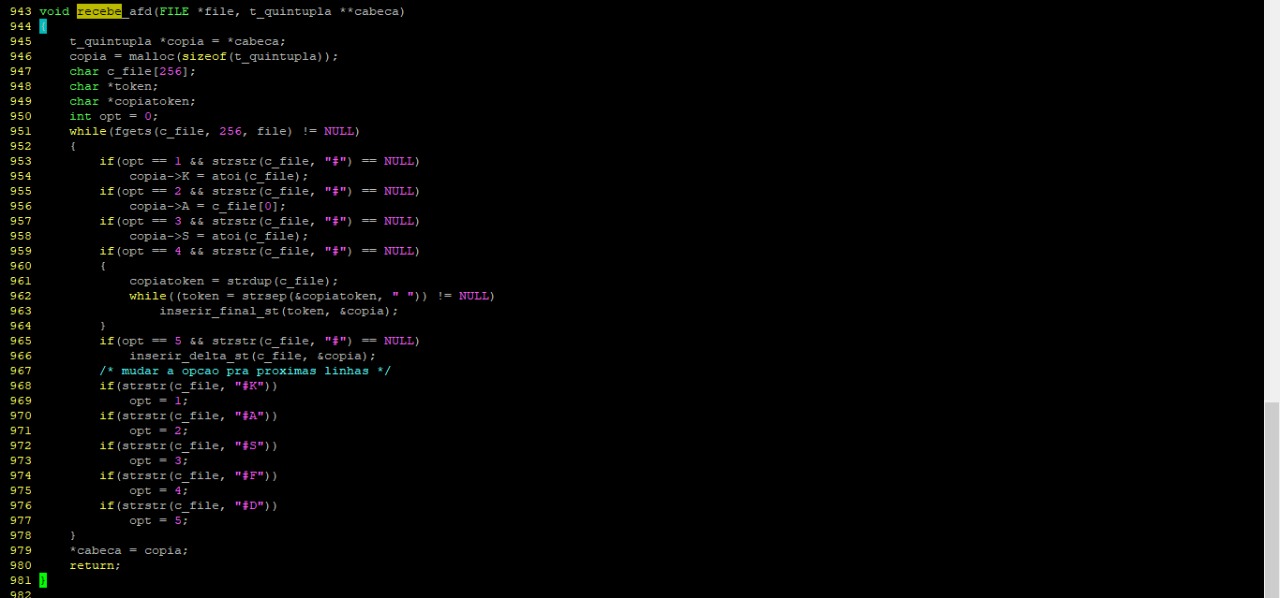 943 void recebe_afd(FILE *file, t_quintupla **cabeca)
944 {
945     t_quintupla *copia = *cabeca;
946     copia = malloc(sizeof(t_quintupla));
947     char c_file[256];
948     char *token;
949     char *copiatoken;
950     int opt = 0;
951     while(fgets(c_file, 256, file) != NULL)
952     {
953         if(opt == 1 && strstr(c_file, "#") == NULL)
954             copia->K = atoi(c_file);
955         if(opt == 2 && strstr(c_file, "#") == NULL)
956             copia->A = c_file[0];
957         if(opt == 3 && strstr(c_file, "#") == NULL)
958             copia->S = atoi(c_file);
959         if(opt == 4 && strstr(c_file, "#") == NULL)
960         {
961             copiatoken = strdup(c_file);
962             while((token = strsep(&copiatoken, " ")) != NULL)
963                 inserir_final_st(token, &copia);
964         }
965         if(opt == 5 && strstr(c_file, "#") == NULL)
966             inserir_delta_st(c_file, &copia);
967         /* mudar a opcao pra proximas linhas */
968         if(strstr(c_file, "#K"))
969             opt = 1;
970         if(strstr(c_file, "#A"))
971             opt = 2;
972         if(strstr(c_file, "#S"))
973             opt = 3;
974         if(strstr(c_file, "#F"))
975             opt = 4;
976         if(strstr(c_file, "#D"))
977             opt = 5;
978     }
979     *cabeca = copia;
980     return;
981 }
982